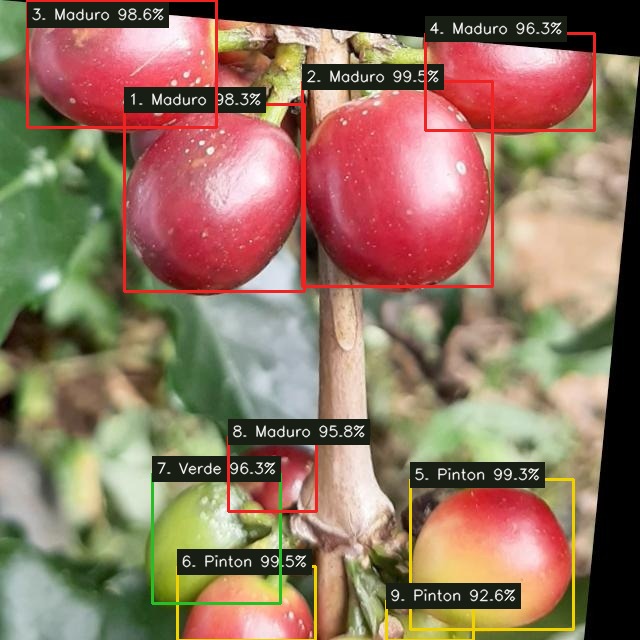 3. Maduro 98.6%
4. Maduro 96.3%
2. Maduro 99.5%
1. Maduro 98.3%
8. Maduro 95.8%
7. Verde 96.3%
5. Pinton 99.3%
6. Pinton 99.5%
9. Pinton 92.6%